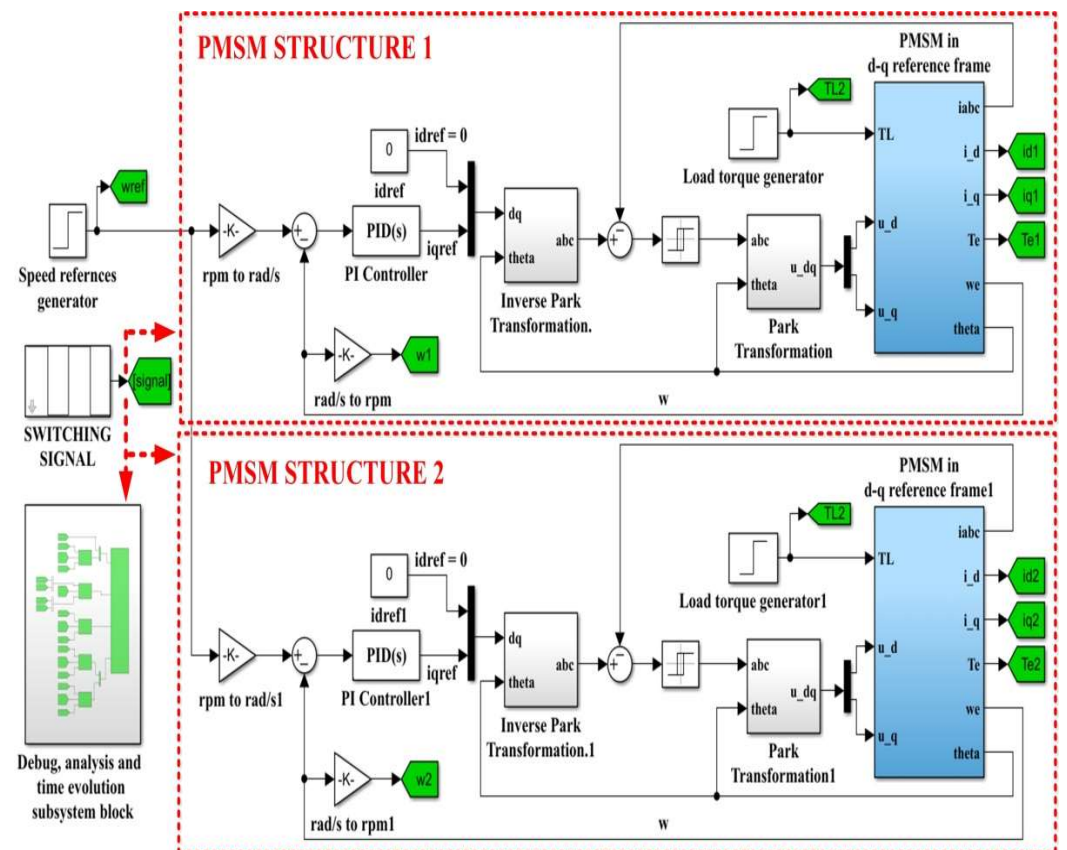 PMSM STRUCTURE 1
PMSM in
d-q reference frame
TL2
iabc
TL
Load torque generator
i_d
id1
i_q
iq1
u_d
Te
Te1
we
u_q
theta
idref = 0
0
idref
wref
Speed refernces
generator
-K-
rpm to rad/s
+
−
PID(s)
iqref
PI Controller
dq
theta
abc
Inverse Park
Transformation.
+
−
abc
u_dq
theta
Park
Transformation
-K-
w1
rad/s to rpm
w
[signal]
SWITCHING
SIGNAL
PMSM STRUCTURE 2
PMSM in
d-q reference frame1
TL2
iabc
TL
Load torque generator1
i_d
id2
i_q
iq2
u_d
Te
Te2
we
u_q
theta
idref = 0
0
idref1
-K-
rpm to rad/s1
+
−
PID(s)
iqref
PI Controller1
dq
theta
abc
Inverse Park
Transformation.1
+
−
abc
u_dq
theta
Park
Transformation1
-K-
w2
rad/s to rpm1
w
Debug, analysis and
time evolution
subsystem block